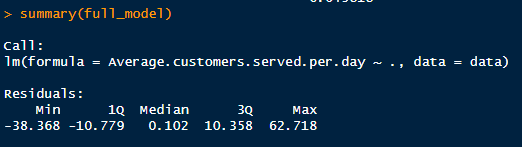 > summary(full_model)
Call:
lm(formula = Average.customers.served.per.day ~ ., data = data)
Residuals:
Min 1Q Median 3Q Max
-38.368 -10.779 0.102 10.358 62.718